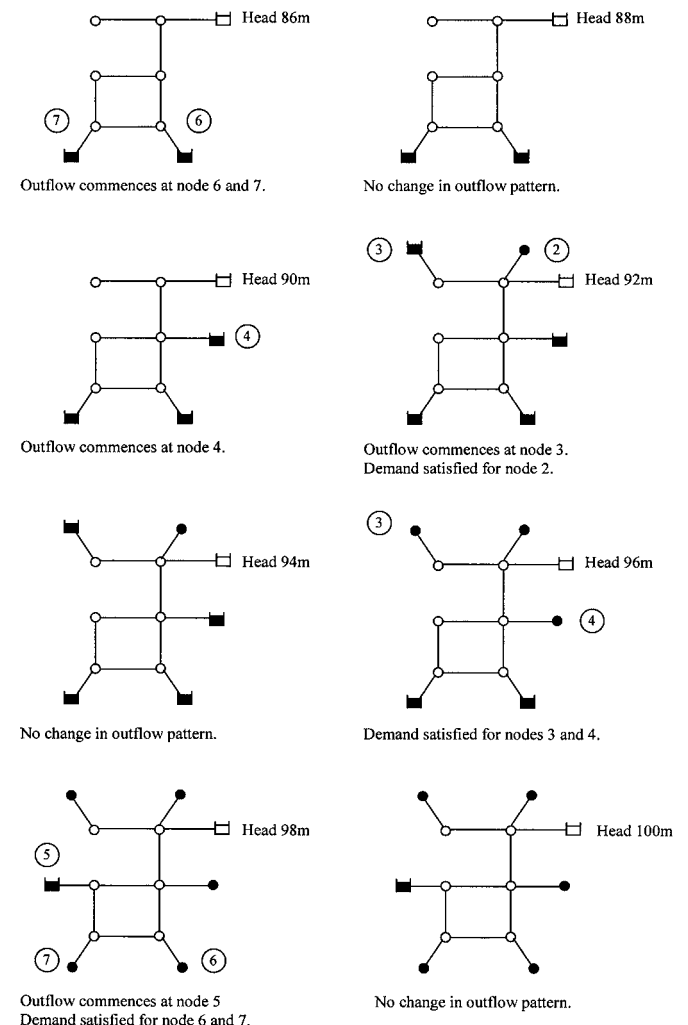 Head 86m
7
6
Outflow commences at node 6 and 7.
Head 88m
No change in outflow pattern.
Head 90m
4
Outflow commences at node 4.
3
2
Head 92m
Outflow commences at node 3.
Demand satisfied for node 2.
Head 94m
No change in outflow pattern.
3
Head 96m
4
Demand satisfied for nodes 3 and 4.
Head 98m
5
7
6
Outflow commences at node 5
Demand satisfied for node 6 and 7.
Head 100m
No change in outflow pattern.